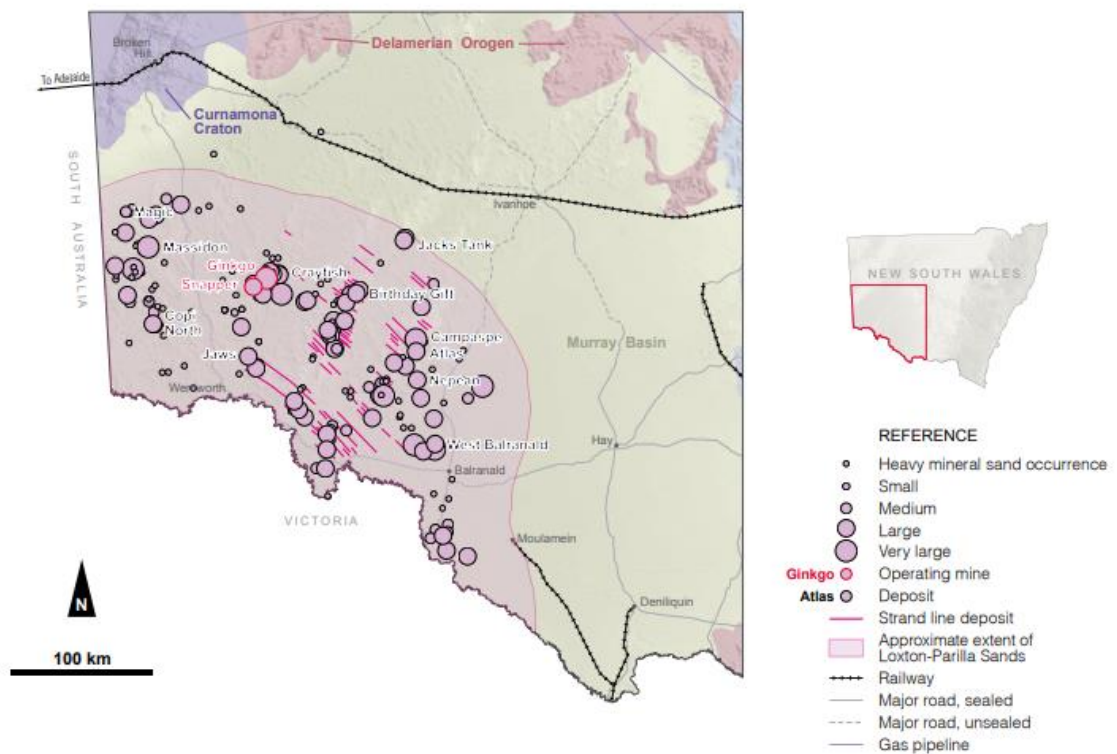 Broken
Hill
Delamerian Orogen
To Adelaide
Curnamona
Craton
SOUTH AUSTRALIA
Ivanhoe
Magic
Jacks Tank
Massidon
Ginkgo
Crayfish
Snapper
Birthday Gift
Copi
North
Campaspe
Atlas
Murray Basin
Jaws
Nepean
Wentworth
West Balranald
Hay
Balranald
VICTORIA
Moulamein
Deniliquin
N
100 km
NEW SOUTH WALES
REFERENCE
Heavy mineral sand occurrence
Small
Medium
Large
Very large
Ginkgo Operating mine
Atlas Deposit
Strand line deposit
Approximate extent of
Loxton-Parilla Sands
Railway
Major road, sealed
Major road, unsealed
Gas pipeline